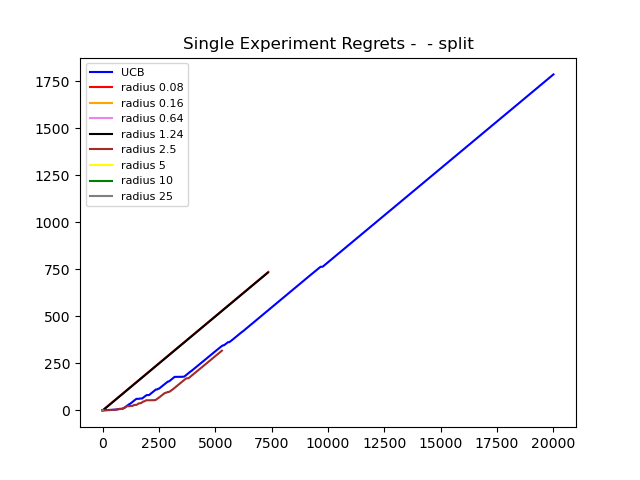 Single Experiment Regrets -  - split
UCB
radius 0.08
radius 0.16
radius 0.64
radius 1.24
radius 2.5
radius 5
radius 10
radius 25
1750
1500
1250
1000
750
500
250
0
0 2500 5000 7500 10000 12500 15000 17500 20000